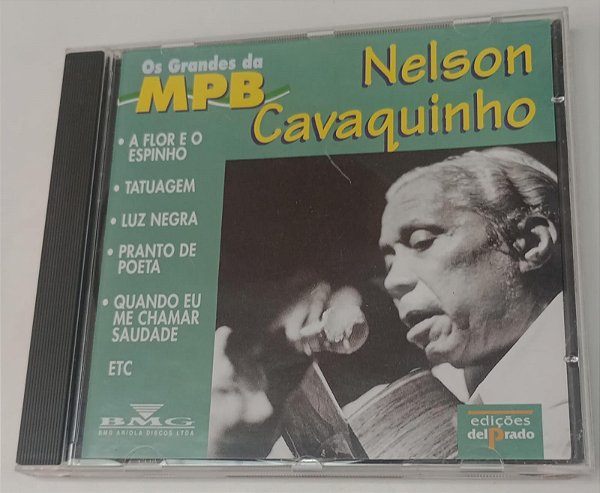 Os Grandes da
MPB
Nelson
Cavaquinho
• A FLOR E O
ESPINHO
• TATUAGEM
• LUZ NEGRA
• PRANTO DE
POETA
• QUANDO EU
ME CHAMAR
SAUDADE
ETC
BMG
BMG ARIOLA DISCOS LTDA
edições
delPrado